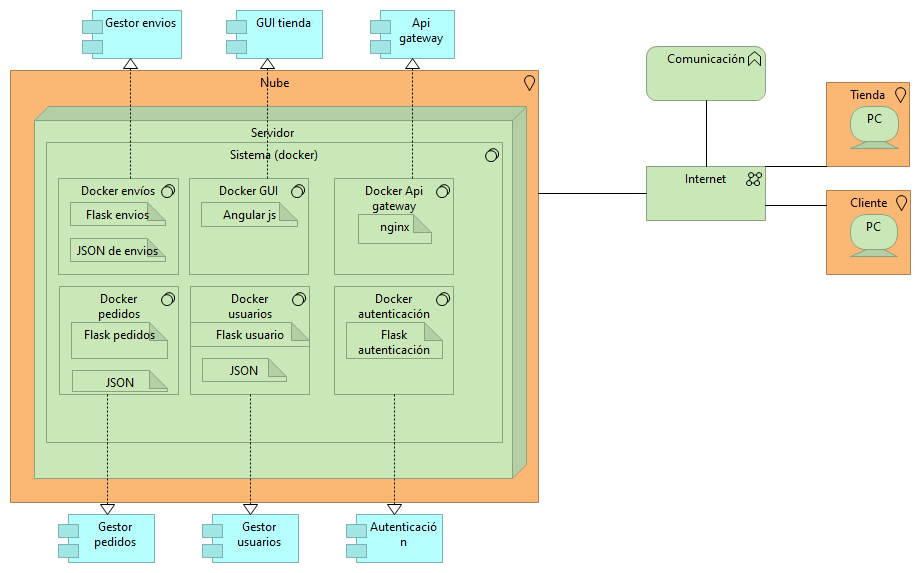 Gestor envios
GUI tienda
Api
gateway
Nube
Servidor
Sistema (docker)
Docker envíos
Flask envios
JSON de envios
Docker GUI
Angular js
Docker Api
gateway
nginx
Docker
pedidos
Flask pedidos
JSON
Docker
usuarios
Flask usuario
JSON
Docker
autenticación
Flask
autenticación
Gestor
pedidos
Gestor
usuarios
Autenticació
n
Comunicación
Internet
Tienda
PC
Cliente
PC